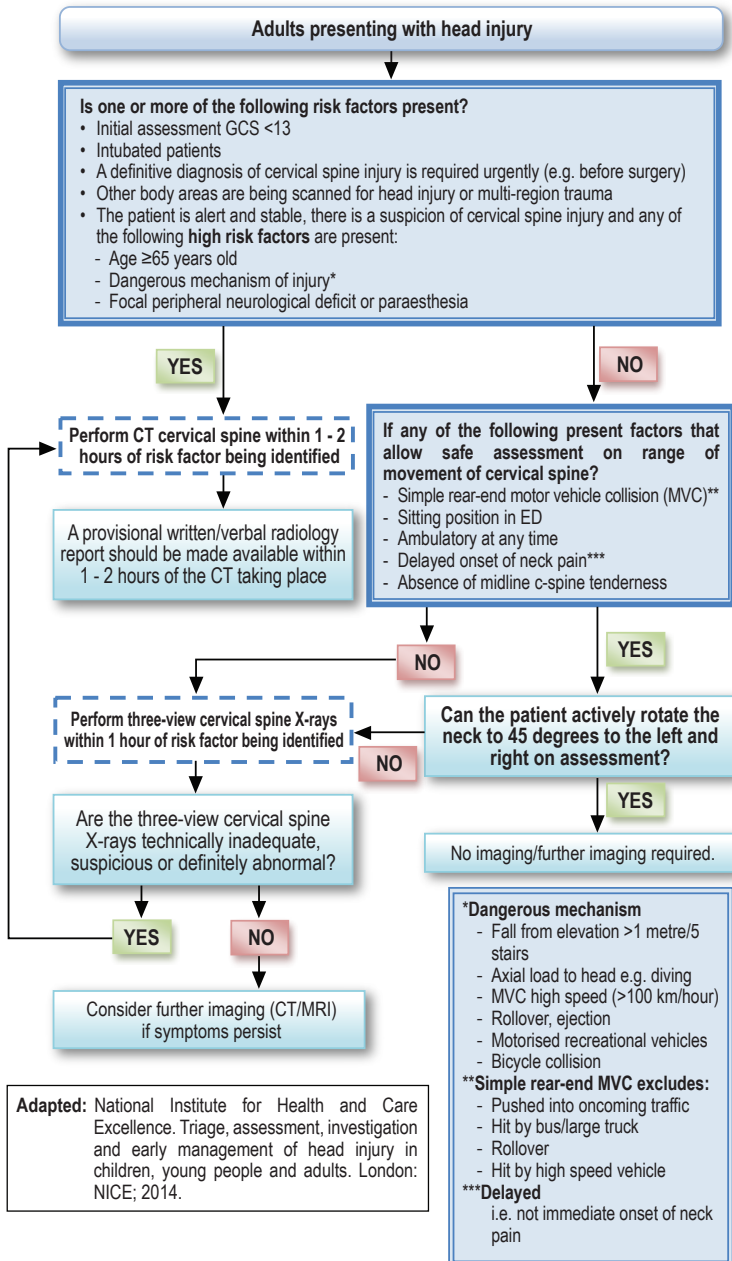 Adults presenting with head injury
Is one or more of the following risk factors present?
• Initial assessment GCS <13
• Intubated patients
• A definitive diagnosis of cervical spine injury is required urgently (e.g. before surgery)
• Other body areas are being scanned for head injury or multi-region trauma
• The patient is alert and stable, there is a suspicion of cervical spine injury and any of
the following high risk factors are present:
- Age ≥65 years old
- Dangerous mechanism of injury*
- Focal peripheral neurological deficit or paraesthesia
YES
NO
Perform CT cervical spine within 1 - 2
hours of risk factor being identified
A provisional written/verbal radiology
report should be made available within
1 - 2 hours of the CT taking place
If any of the following present factors that
allow safe assessment on range of
movement of cervical spine?
- Simple rear-end motor vehicle collision (MVC)**
- Sitting position in ED
- Ambulatory at any time
- Delayed onset of neck pain***
- Absence of midline c-spine tenderness
NO
YES
Perform three-view cervical spine X-rays
within 1 hour of risk factor being identified
NO
Can the patient actively rotate the
neck to 45 degrees to the left and
right on assessment?
YES
Are the three-view cervical spine
X-rays technically inadequate,
suspicious or definitely abnormal?
No imaging/further imaging required.
YES
NO
Consider further imaging (CT/MRI)
if symptoms persist
*Dangerous mechanism
- Fall from elevation >1 metre/5
stairs
- Axial load to head e.g. diving
- MVC high speed (>100 km/hour)
- Rollover, ejection
- Motorised recreational vehicles
- Bicycle collision
**Simple rear-end MVC excludes:
- Pushed into oncoming traffic
- Hit by bus/large truck
- Rollover
- Hit by high speed vehicle
***Delayed
i.e. not immediate onset of neck
pain
Adapted: National Institute for Health and Care
Excellence. Triage, assessment, investigation
and early management of head injury in
children, young people and adults. London:
NICE; 2014.